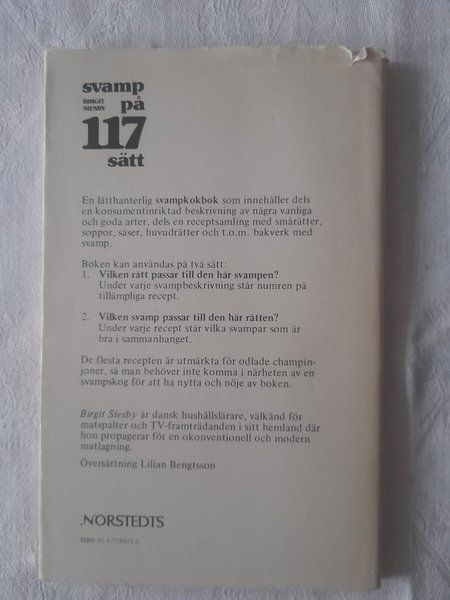 svamp
BIRGIT
SIESBY
på
117
sätt
En lätthanterlig svampkokbok som innehåller dels
en konsumentinriktad beskrivning av några vanliga
och goda arter, dels en receptsamling med smårätter,
soppor, såser, huvudrätter och t.o.m. bakverk med
svamp.
Boken kan användas på två sätt:
1. Vilken rätt passar till den här svampen?
Under varje svampbeskrivning står numren på
tillämpliga recept.
2. Vilken svamp passar till den här rätten?
Under varje recept står vilka svampar som är
bra i sammanhanget.
De flesta recepten är utmärkta för odlade champin-
joner, så man behöver inte komma i närheten av en
svampskog för att ha nytta och nöje av boken.
Birgit Siesby är dansk hushållslärare, välkänd för
matspalter och TV-framträdanden i sitt hemland där
hon propagerar för en okonventionell och modern
matlagning.
Översättning Lilian Bengtsson
NORSTEDTS
ISBN